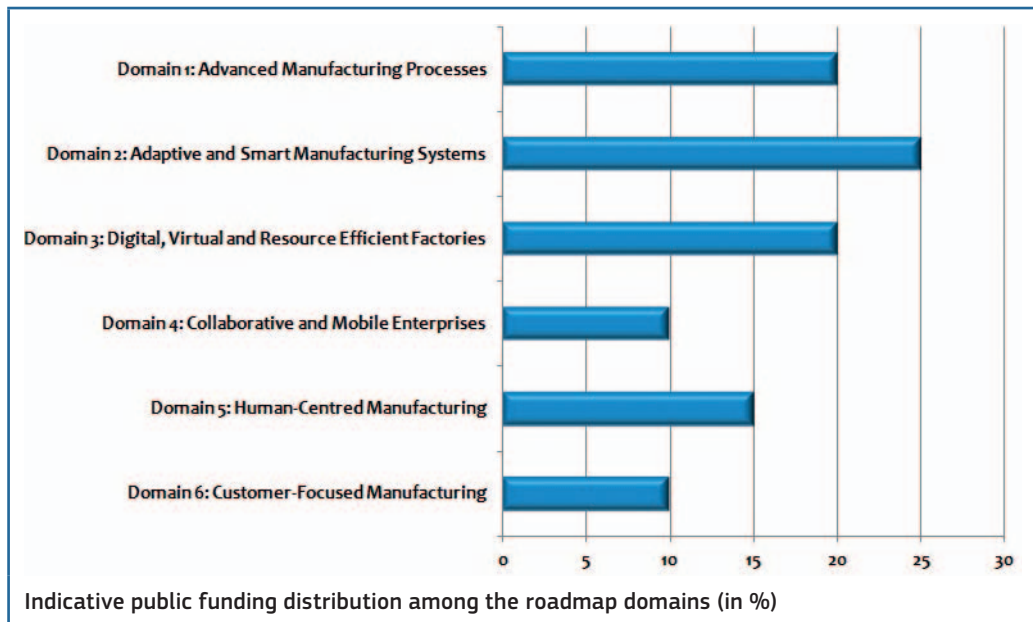 Domain 1: Advanced Manufacturing Processes
Domain 2: Adaptive and Smart Manufacturing Systems
Domain 3: Digital, Virtual and Resource Efficient Factories
Domain 4: Collaborative and Mobile Enterprises
Domain 5: Human-Centred Manufacturing
Domain 6: Customer-Focused Manufacturing
0 5 10 15 20 25 30
Indicative public funding distribution among the roadmap domains (in %)